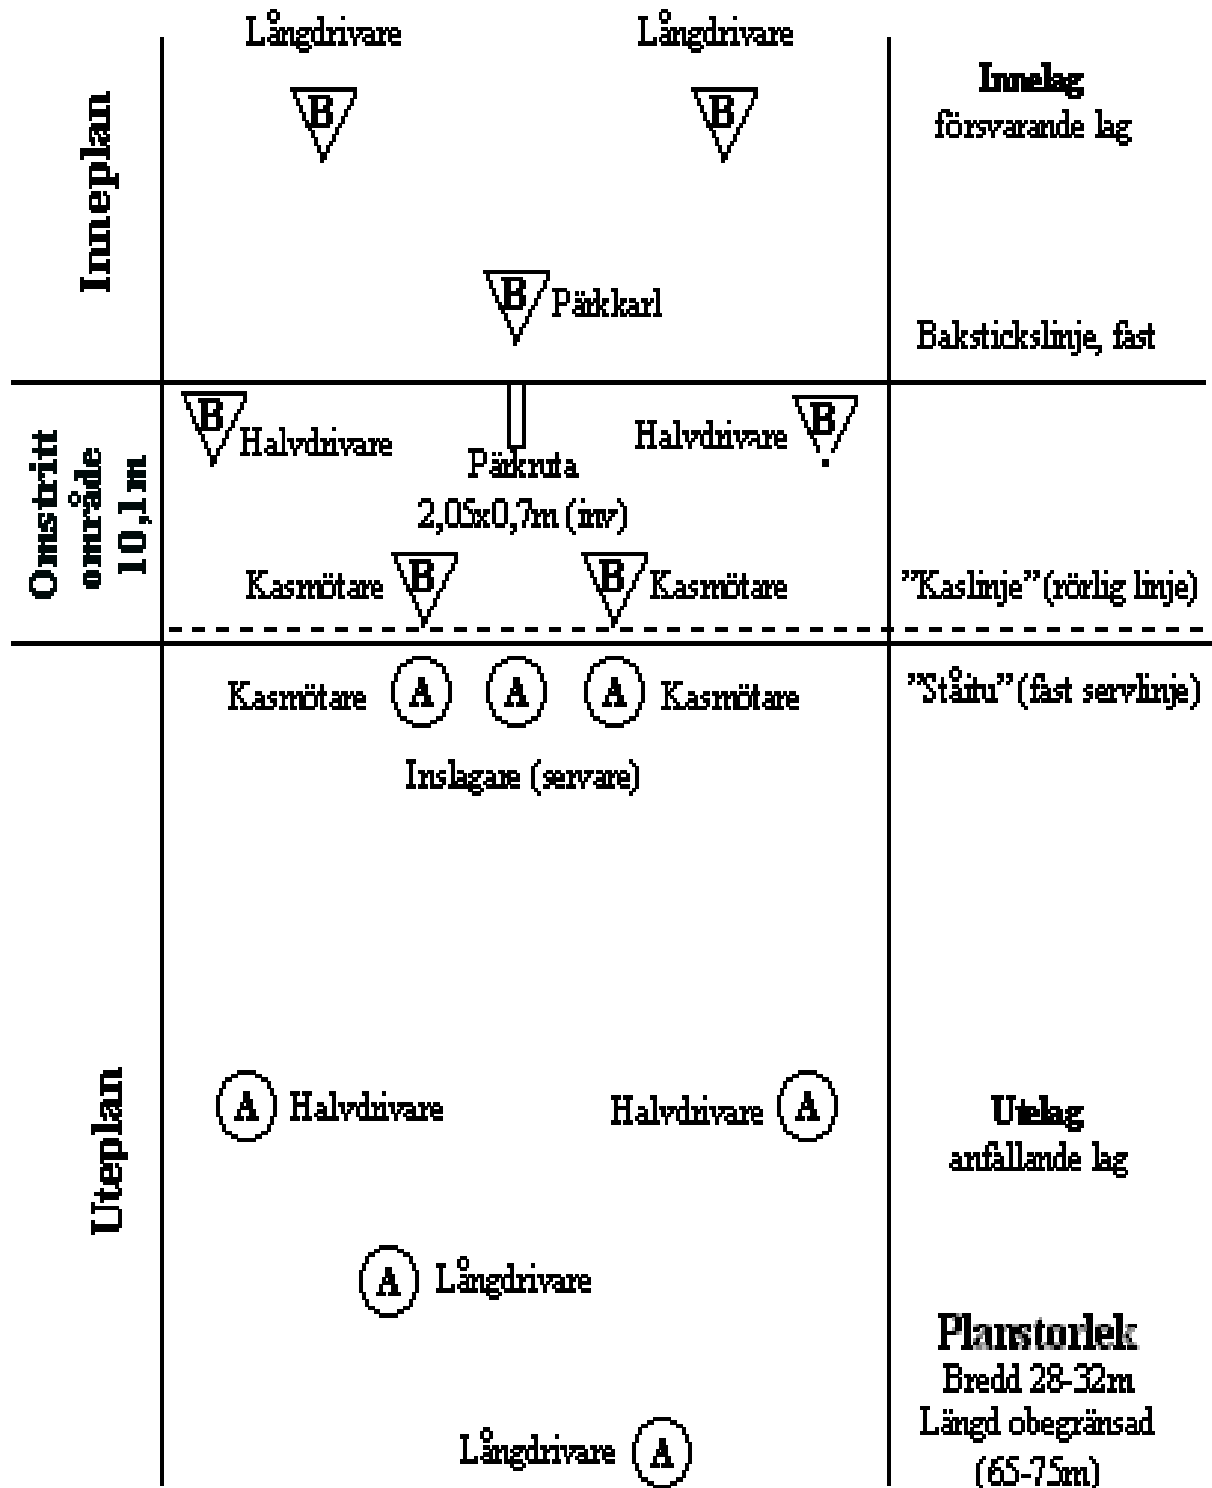 Långdrivare
Långdrivare
B
B
Innelag
försvarande lag
Inneplan
B
Pärkkarl
Bakstickslinje, fast
B
Halvdrivare
Halvdrivare
B
Omstritt
område
10,1m
Pärkruta
2,05x0,7m (inv)
Kasmötare
B
B
Kasmötare
"Kaslinje" (rörlig linje)
Kasmötare
A
A
A
Kasmötare
"Ståitu" (fast servlinje)
Inslagare (servare)
Uteplan
A
Halvdrivare
Halvdrivare
A
Utelag
anfallande lag
A
Långdrivare
Planstorlek
Bredd 28-32m
Längd obegränsad
(65-75m)
Långdrivare
A